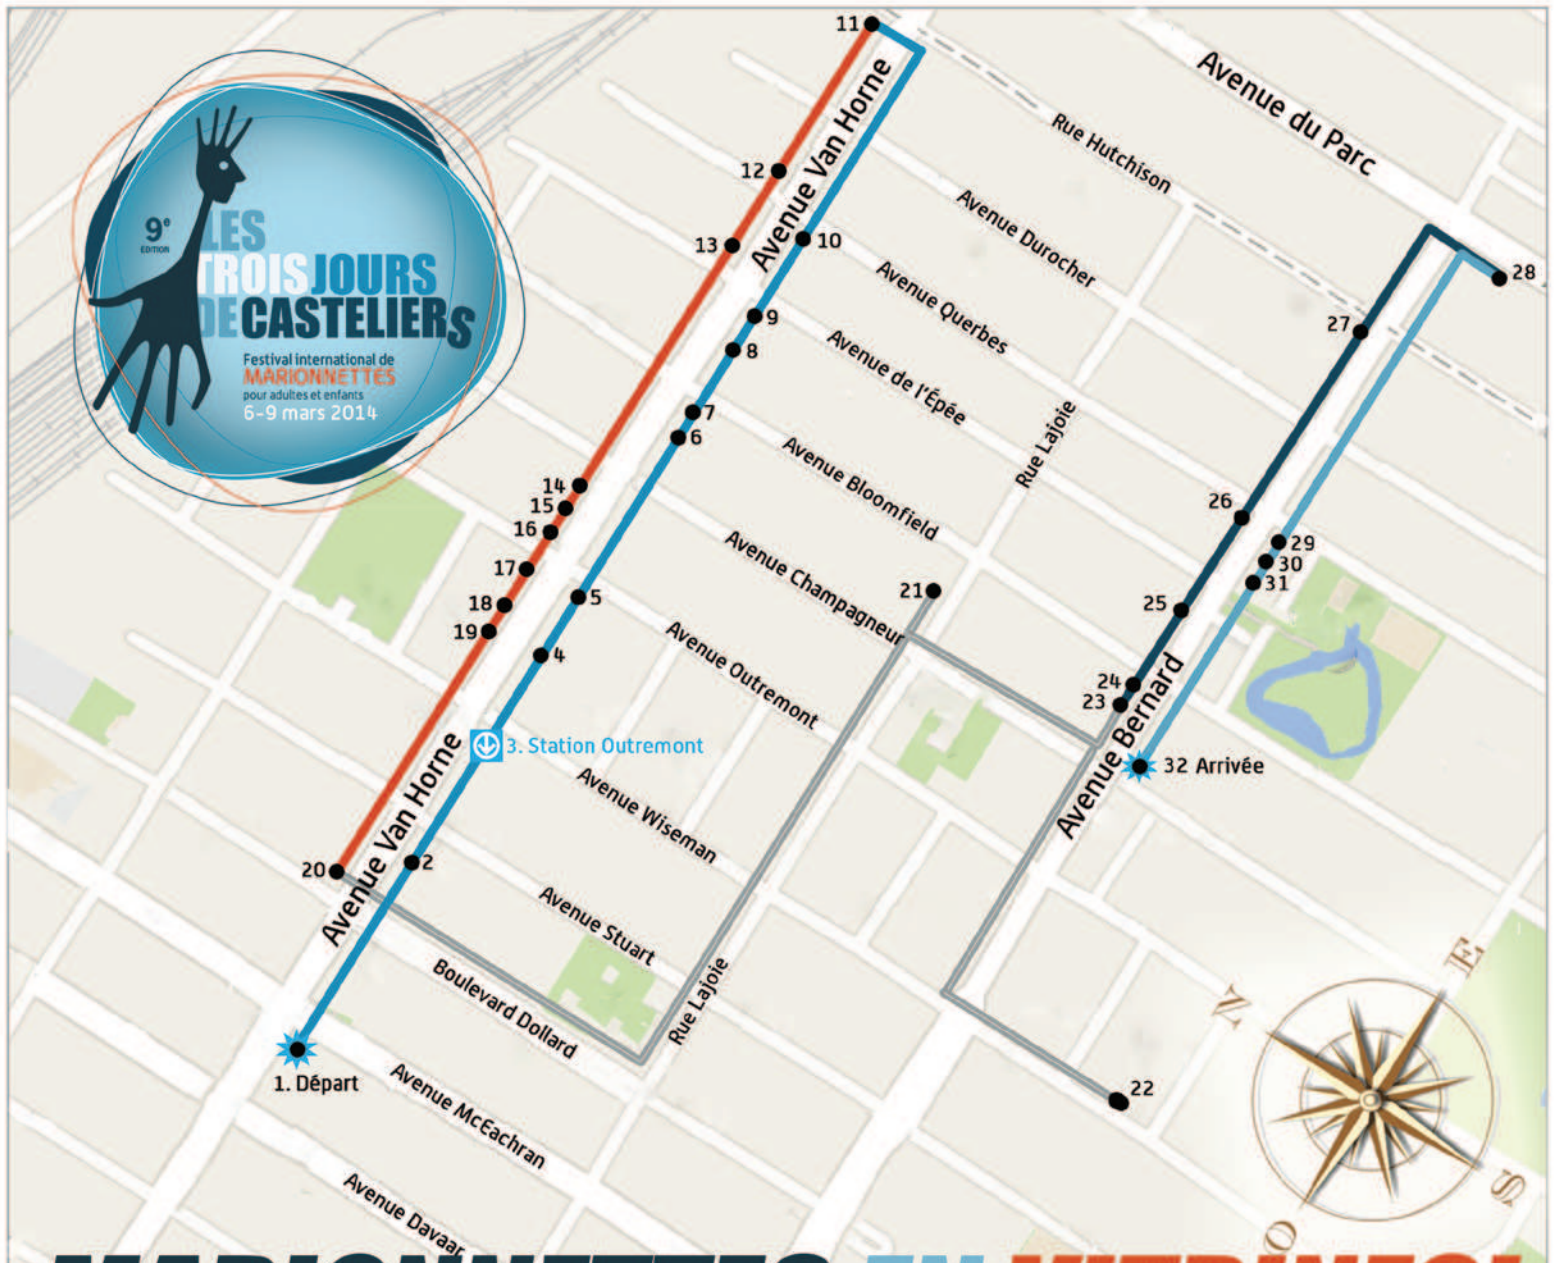 9e
EDITION
LES
TROIS JOURS
DE CASTELIERS
Festival international de
MARIONNETTES
pour adultes et enfants
6-9 mars 2014
11
12
13
10
9
8
7
6
14
15
16
17
18
19
5
4
3. Station Outremont
20
2
1. Départ
21
22
23
24
25
26
27
28
29
30
31
32 Arrivée
Avenue Van Horne
Avenue Van Horne
Avenue du Parc
Rue Hutchison
Avenue Durocher
Avenue Querbes
Avenue de l'Épée
Avenue Bloomfield
Avenue Champagneur
Avenue Outremont
Avenue Wiseman
Avenue Stuart
Boulevard Dollard
Avenue McEachran
Avenue Davaar
Rue Lajoie
Rue Lajoie
Avenue Bernard
N
E
S
O
MARIONNETTES EN VITRINES!